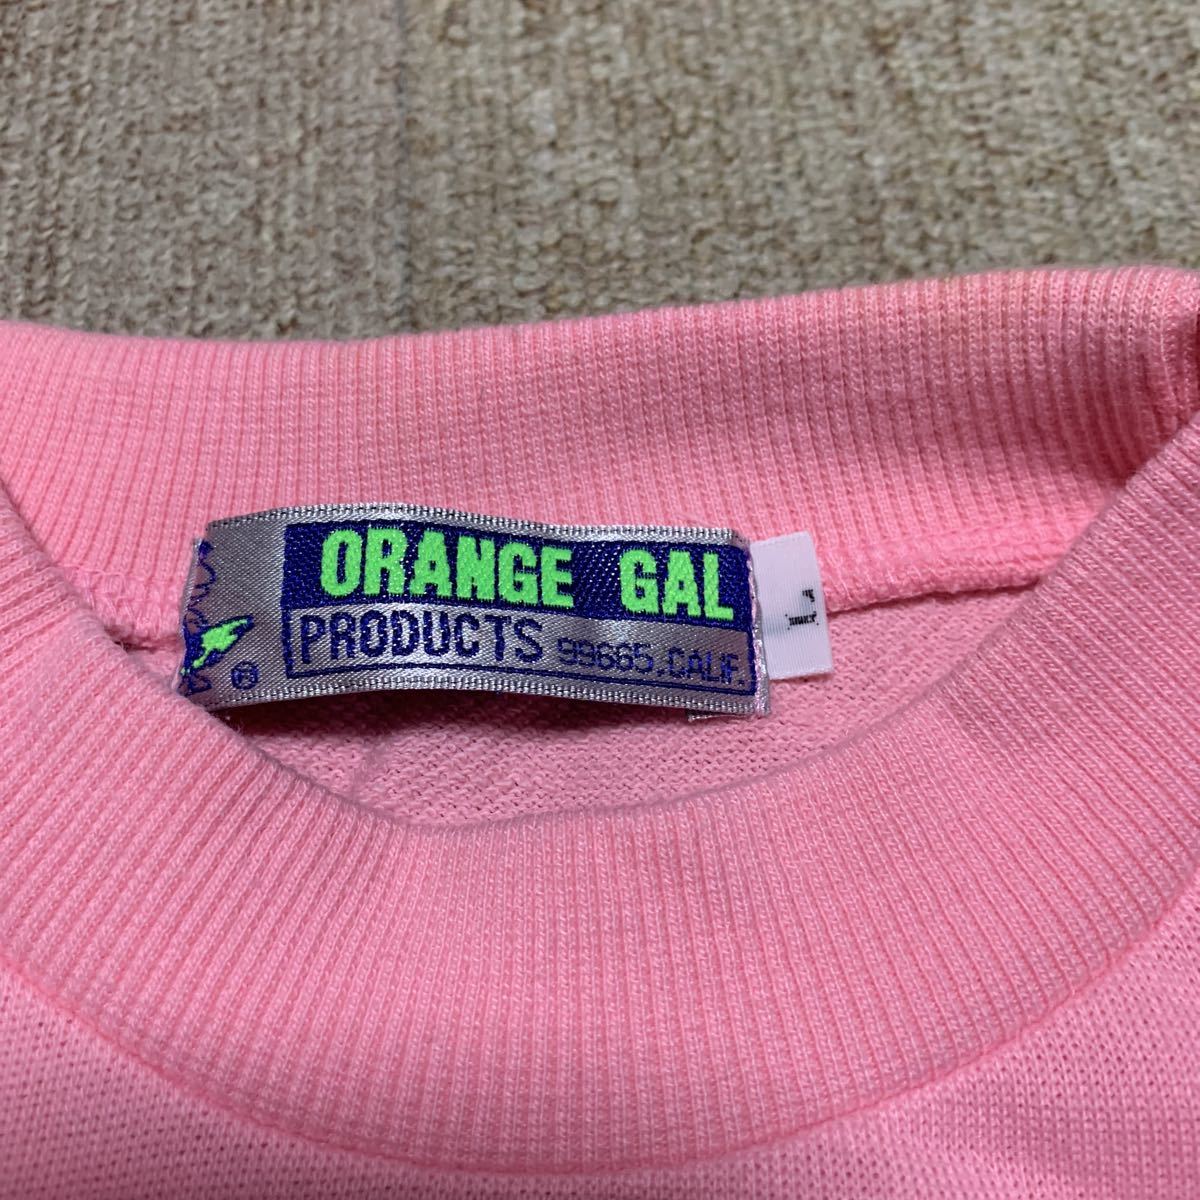 ORANGE GAL
PRODUCTS 99665.CALIF.
®
L